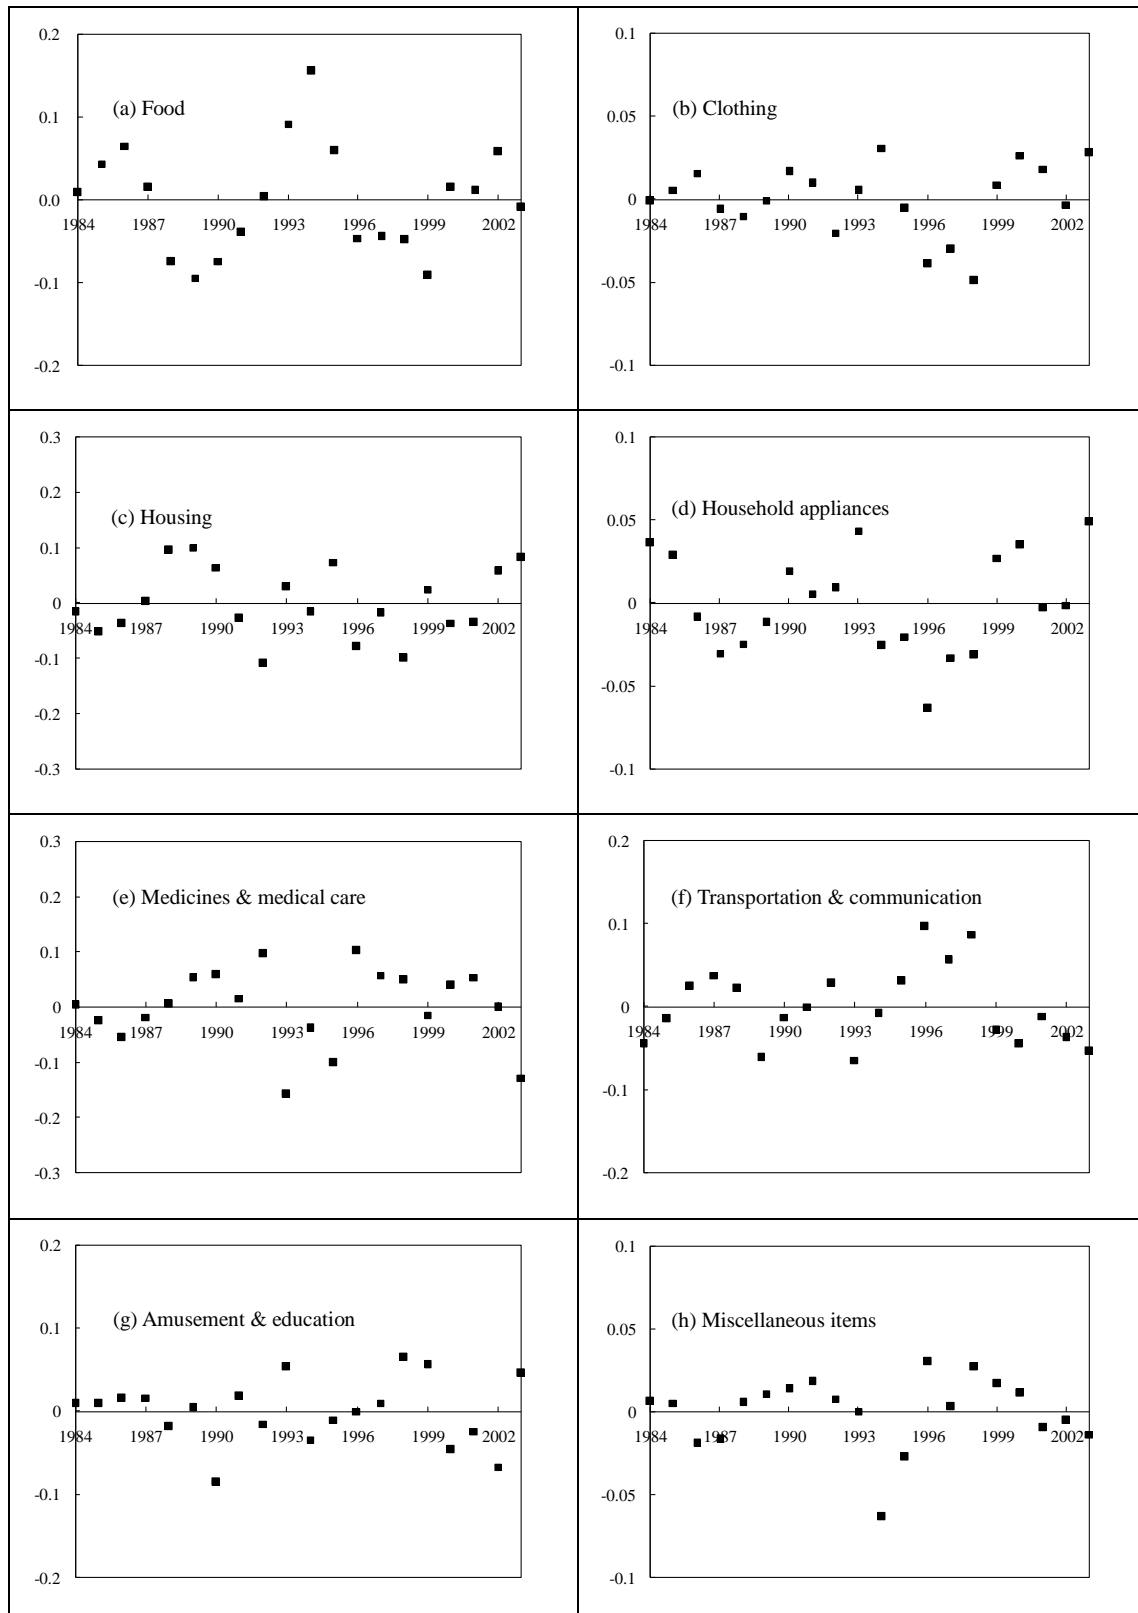 0.2
0.1
(a) Food
0.0
1984 1987 1990 1993 1996 1999 2002
-0.1
-0.2
0.1
0.05
(b) Clothing
0
1984 1987 1990 1993 1996 1999 2002
-0.05
-0.1
0.3
0.2
(c) Housing
0.1
0
1984 1987 1990 1993 1996 1999 2002
-0.1
-0.2
-0.3
0.1
(d) Household appliances
0.05
0
1984 1987 1990 1993 1996 1999 2002
-0.05
-0.1
0.3
0.2
(e) Medicines & medical care
0.1
0
1984 1987 1990 1993 1996 1999 2002
-0.1
-0.2
-0.3
0.2
(f) Transportation & communication
0.1
0
1984 1987 1990 1993 1996 1999 2002
-0.1
-0.2
0.2
(g) Amusement & education
0.1
0
1984 1987 1990 1993 1996 1999 2002
-0.1
-0.2
0.1
(h) Miscellaneous items
0.05
0
1984 1987 1990 1993 1996 1999 2002
-0.05
-0.1